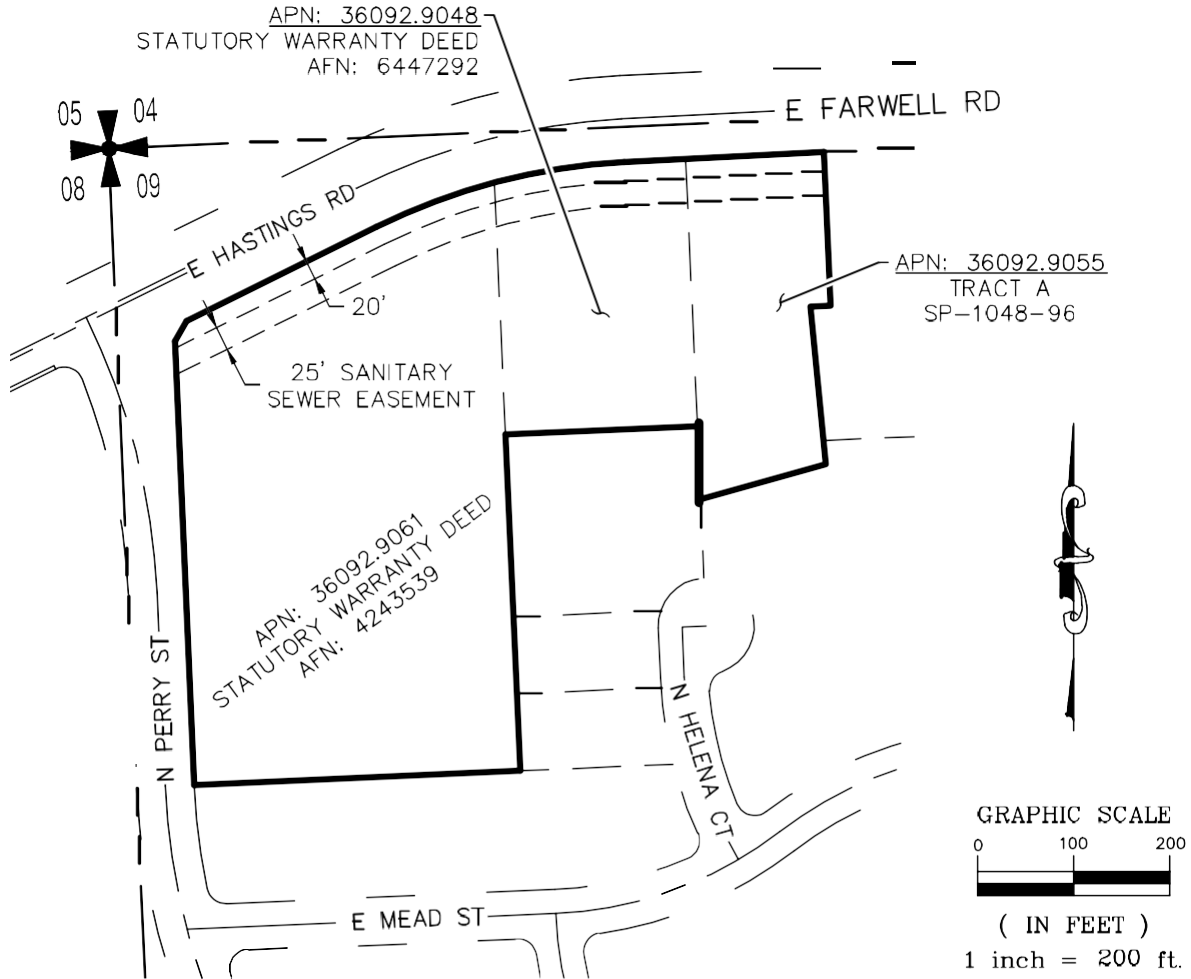 APN: 36092.9048
STATUTORY WARRANTY DEED
AFN: 6447292
05 04
08 09
E FARWELL RD
E HASTINGS RD
APN: 36092.9055
TRACT A
SP-1048-96
20'
25' SANITARY
SEWER EASEMENT
APN: 36092.9061
STATUTORY WARRANTY DEED
AFN: 4243539
N PERRY ST
N HELENA CT
E MEAD ST
GRAPHIC SCALE
0 100 200
( IN FEET )
1 inch = 200 ft.